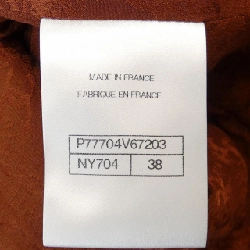 MADE IN FRANCE
FABRIQUE EN FRANCE
P77704V67203
NY704 38